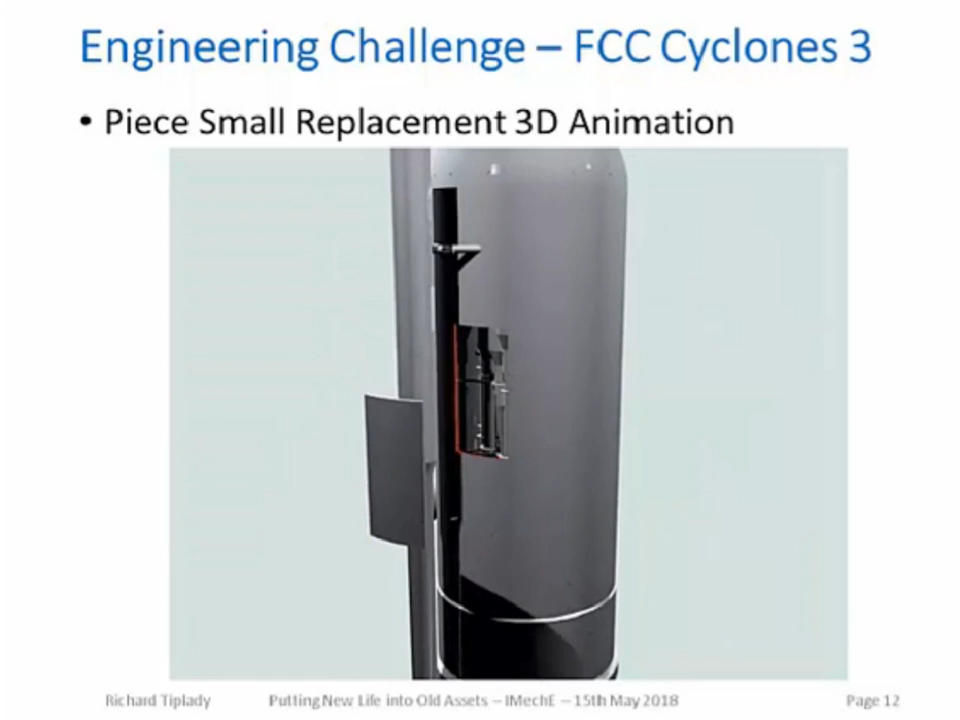 Engineering Challenge – FCC Cyclones 3
• Piece Small Replacement 3D Animation
Richard Tiplady Putting New Life into Old Assets – IMechE – 15th May 2018 Page 12